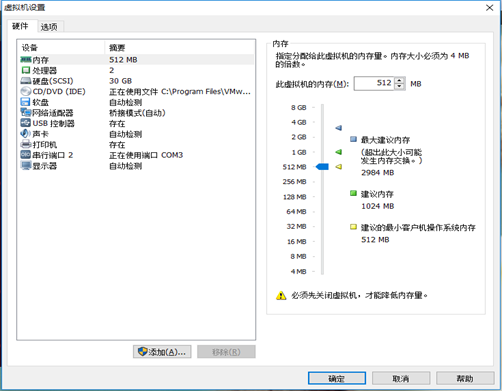 虚拟机设置
硬件 选项
设备 摘要
内存 512 MB
处理器 2
硬盘(SCSI) 30 GB
CD/DVD (IDE) 正在使用文件 C:\Program Files\VMw...
软盘 自动检测
网络适配器 桥接模式(自动)
USB 控制器 存在
声卡 自动检测
打印机 存在
串行端口 2 正在使用端口 COM3
显示器 自动检测
添加(A)... 移除(R)
内存
指定分配给此虚拟机的内存量。内存大小必须为 4 MB
的倍数。
此虚拟机的内存(M): 512 MB
8 GB
4 GB
2 GB
1 GB
512 MB
256 MB
128 MB
64 MB
32 MB
16 MB
8 MB
4 MB
最大建议内存
(超出此大小可能
发生内存交换。)
2984 MB
建议内存
1024 MB
建议的最小客户机操作系统内存
512 MB
必须先关闭虚拟机，才能降低内存量。
确定 取消 帮助